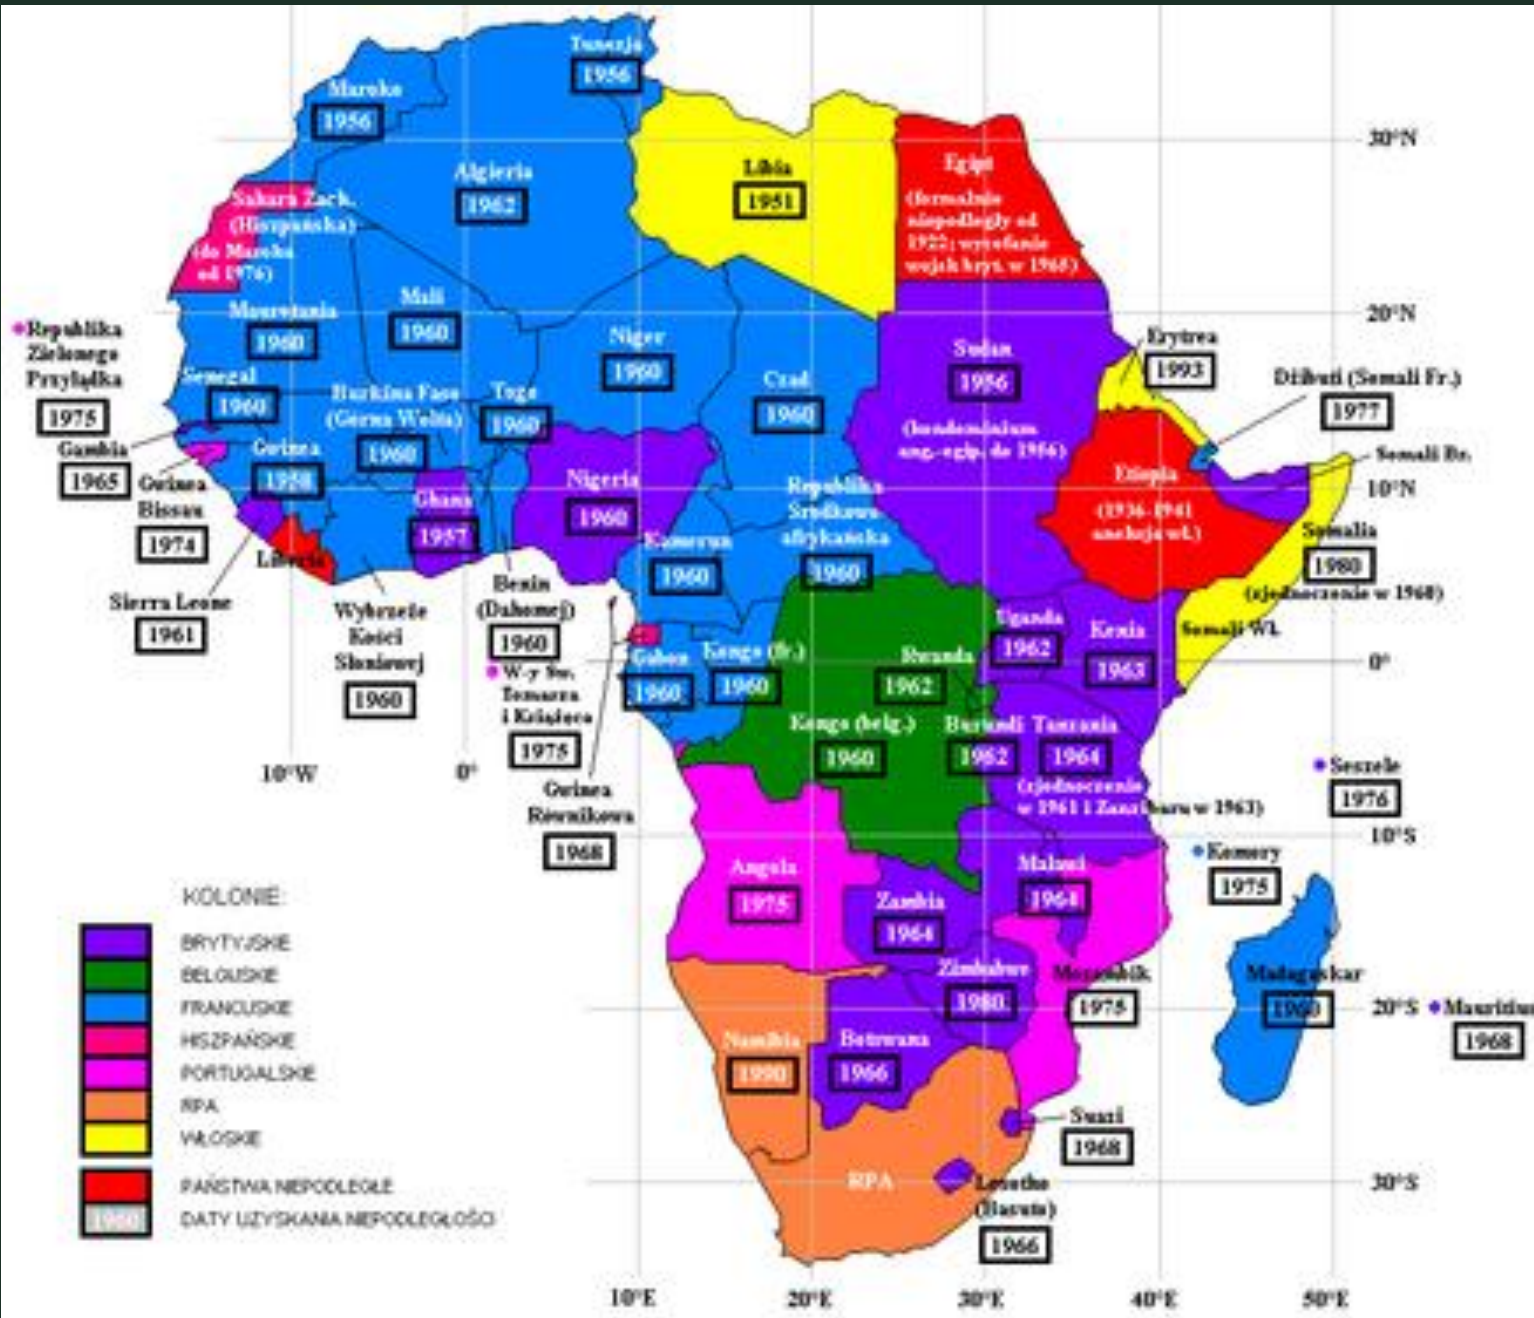 Tunezja
1956
Maroko
1956
Algieria
1962
Libia
1951
Egipt
(formalnie
niepodległy od
1922; wycofanie
wojsk bryt. w
Sahara Zach.
(Hiszpańska)
(do Maroka
od 1976)
Mauretania
1960
Mali
1960
Niger
1960
Czad
1960
Sudan
1956
(kondominium
ang.-egip. do 1956)
Erytrea
1993
Dżibuti (Somali Fr.)
1977
Somali Br.
Republika
Zielonego
Przylądka
1975
Senegal
1960
Gambia
1965
Gwinea
Bissau
1974
Gwinea
1958
Burkina Faso
(Górna Wolta)
1960
Togo
1960
Ghana
1957
Nigeria
1960
Kamerun
1960
Republika
Środkowo
afrykańska
1960
Etiopia
(1936-1941
aneksja wł.)
Somalia
1980
(zjednoczenie w 1960)
Somali Wł.
Liberia
Sierra Leone
1961
Wybrzeże
Kości
Słoniowej
1960
Benin
(Dahomej)
1960
W-y Św.
Tomasza
i Książęca
1975
Gwinea
Równikowa
1968
Gabon
1960
Kongo (fr.)
1960
Kongo (belg.)
1960
Rwanda
1962
Burundi
1962
Uganda
1962
Kenia
1963
Tanzania
1964
(zjednoczenie
w 1961 i Zanzibaru w 1963)
Seszele
1976
Komory
1975
Angola
1975
Zambia
1964
Malawi
1964
Mozambik
1975
Zimbabwe
1980
Madagaskar
1960
Mauritius
1968
Namibia
1990
Botswana
1966
Suazi
1968
RPA
Lesotho
(Basuto)
1966
30°N
20°N
10°N
0°
10°S
20°S
30°S
10°W
0°
10°E
20°E
30°E
40°E
50°E
KOLONIE:
BRYTYJSKIE
BELGIJSKIE
FRANCUSKIE
HISZPAŃSKIE
PORTUGALSKIE
RPA
WŁOSKIE
PAŃSTWA NIEPODLEGŁE
1960
DATY UZYSKANIA NIEPODLEGŁOŚCI